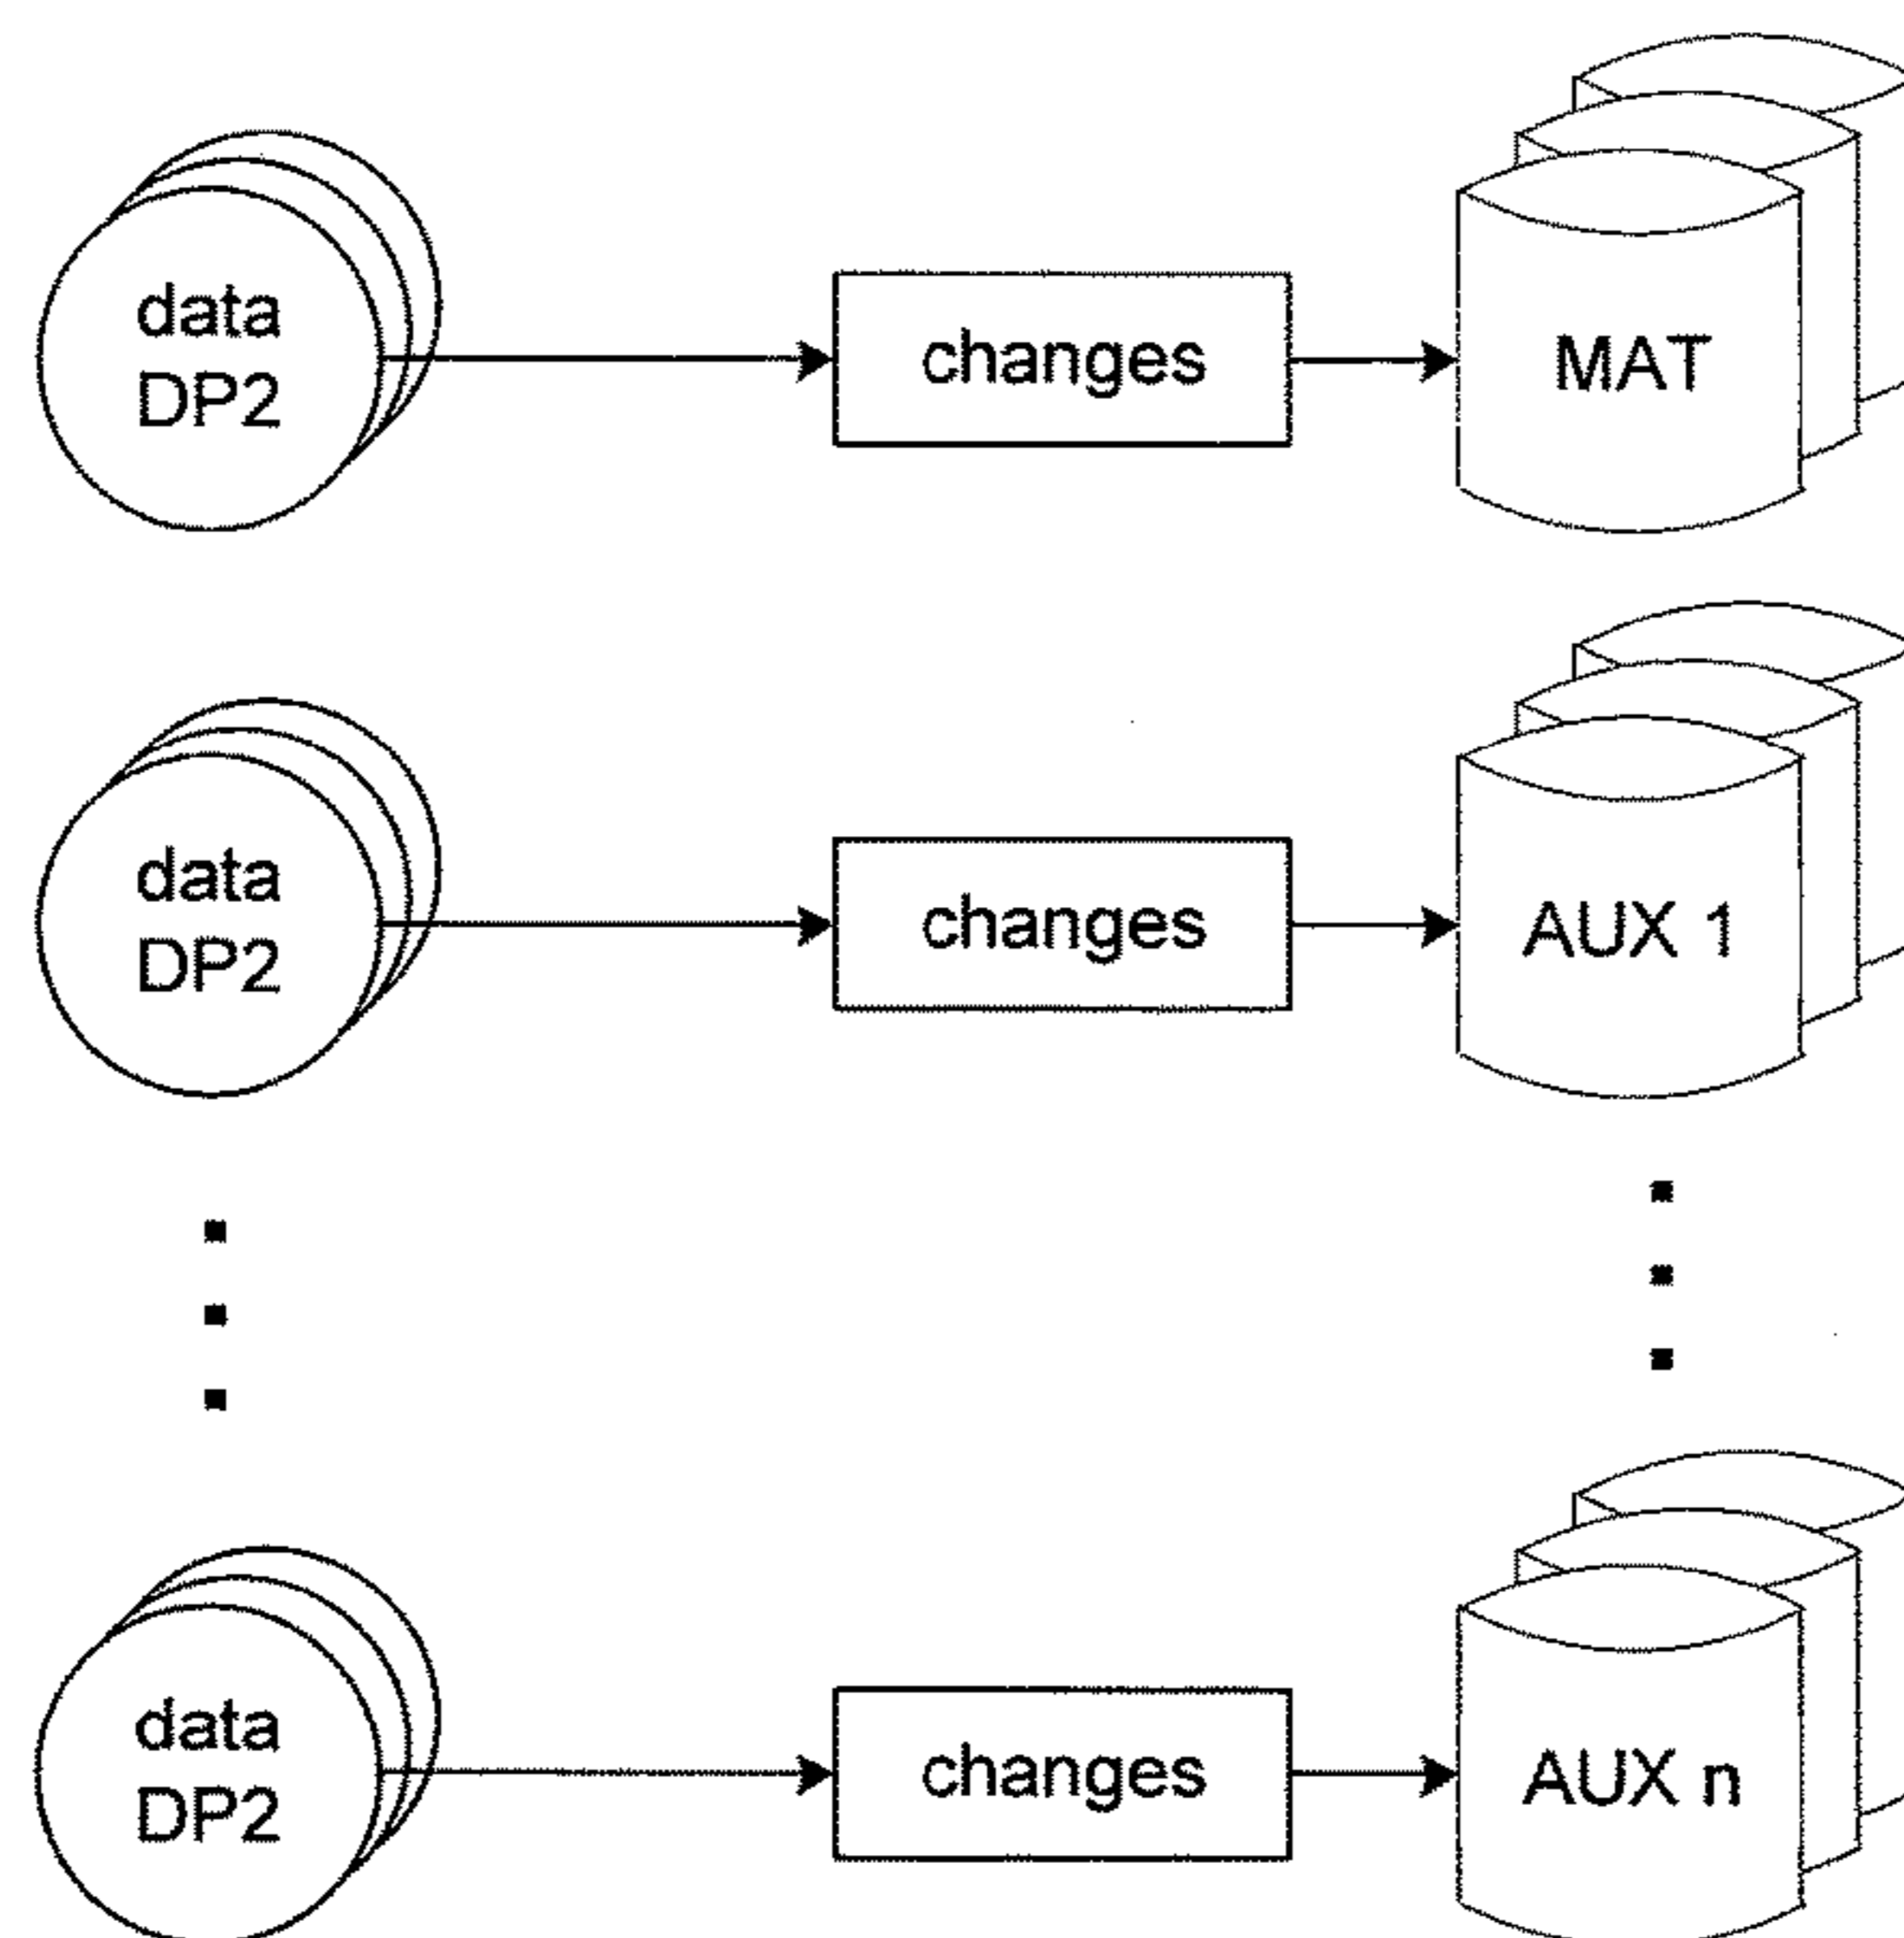 data
DP2
changes
MAT
data
DP2
changes
AUX 1
data
DP2
changes
AUX n